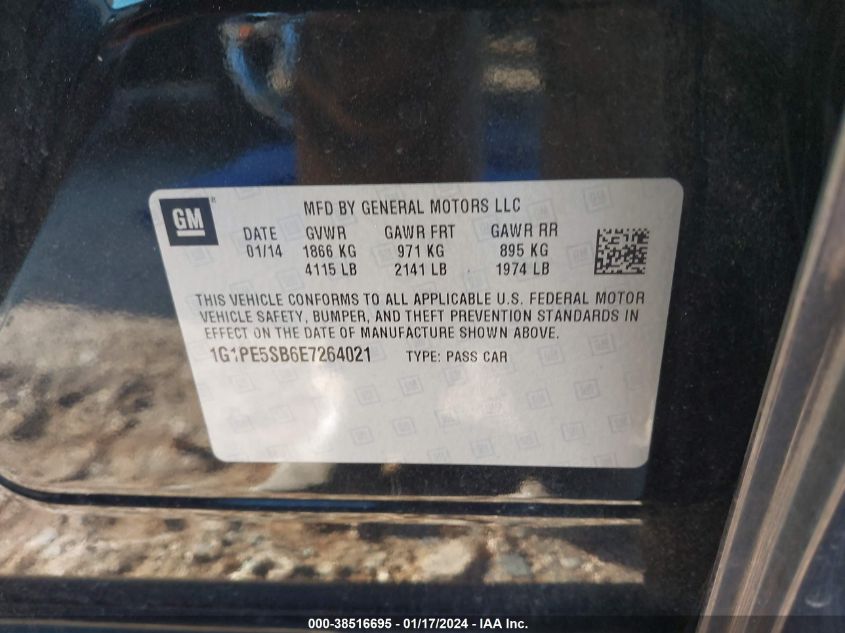 GM ®
MFD BY GENERAL MOTORS LLC
DATE GVWR GAWR FRT GAWR RR
01/14 1866 KG 971 KG 895 KG
4115 LB 2141 LB 1974 LB
THIS VEHICLE CONFORMS TO ALL APPLICABLE U.S. FEDERAL MOTOR
VEHICLE SAFETY, BUMPER, AND THEFT PREVENTION STANDARDS IN
EFFECT ON THE DATE OF MANUFACTURE SHOWN ABOVE.
1G1PE5SB6E7264021 TYPE: PASS CAR
000-38516695 - 01/17/2024 - IAA Inc.